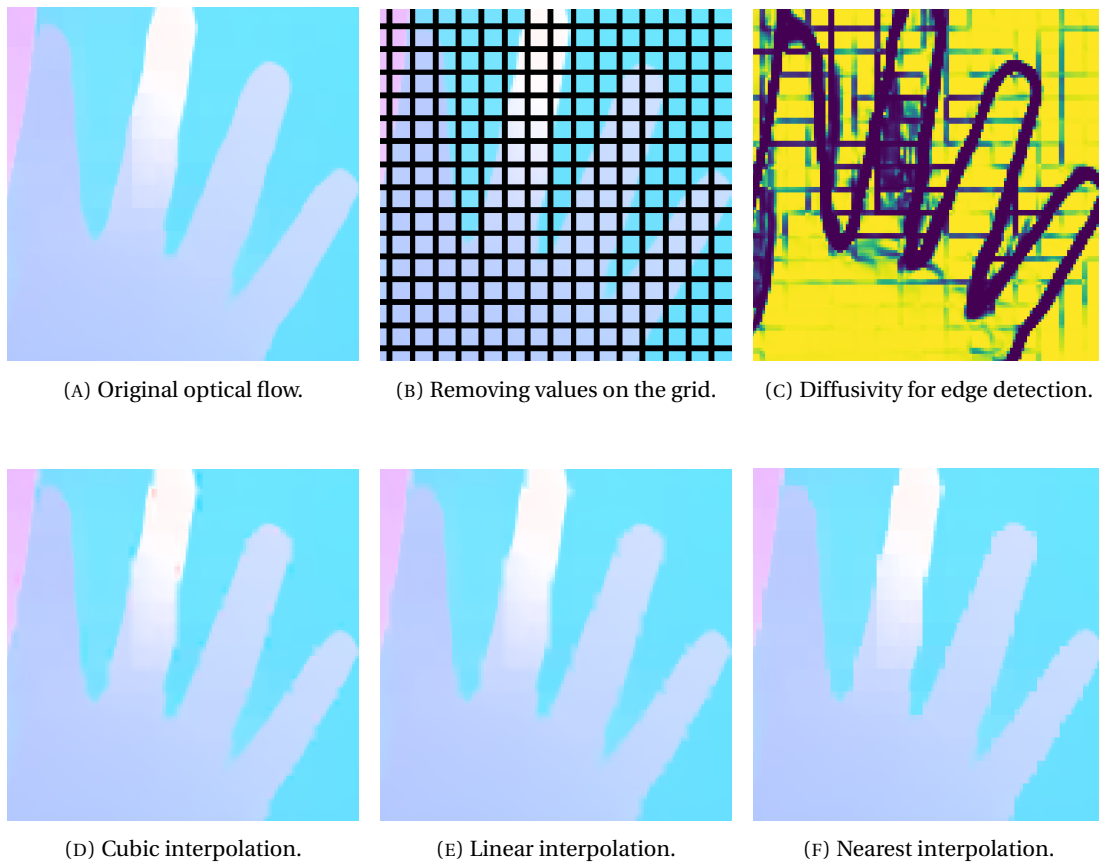 (A) Original optical flow.
(B) Removing values on the grid.
(C) Diffusivity for edge detection.
(D) Cubic interpolation.
(E) Linear interpolation.
(F) Nearest interpolation.